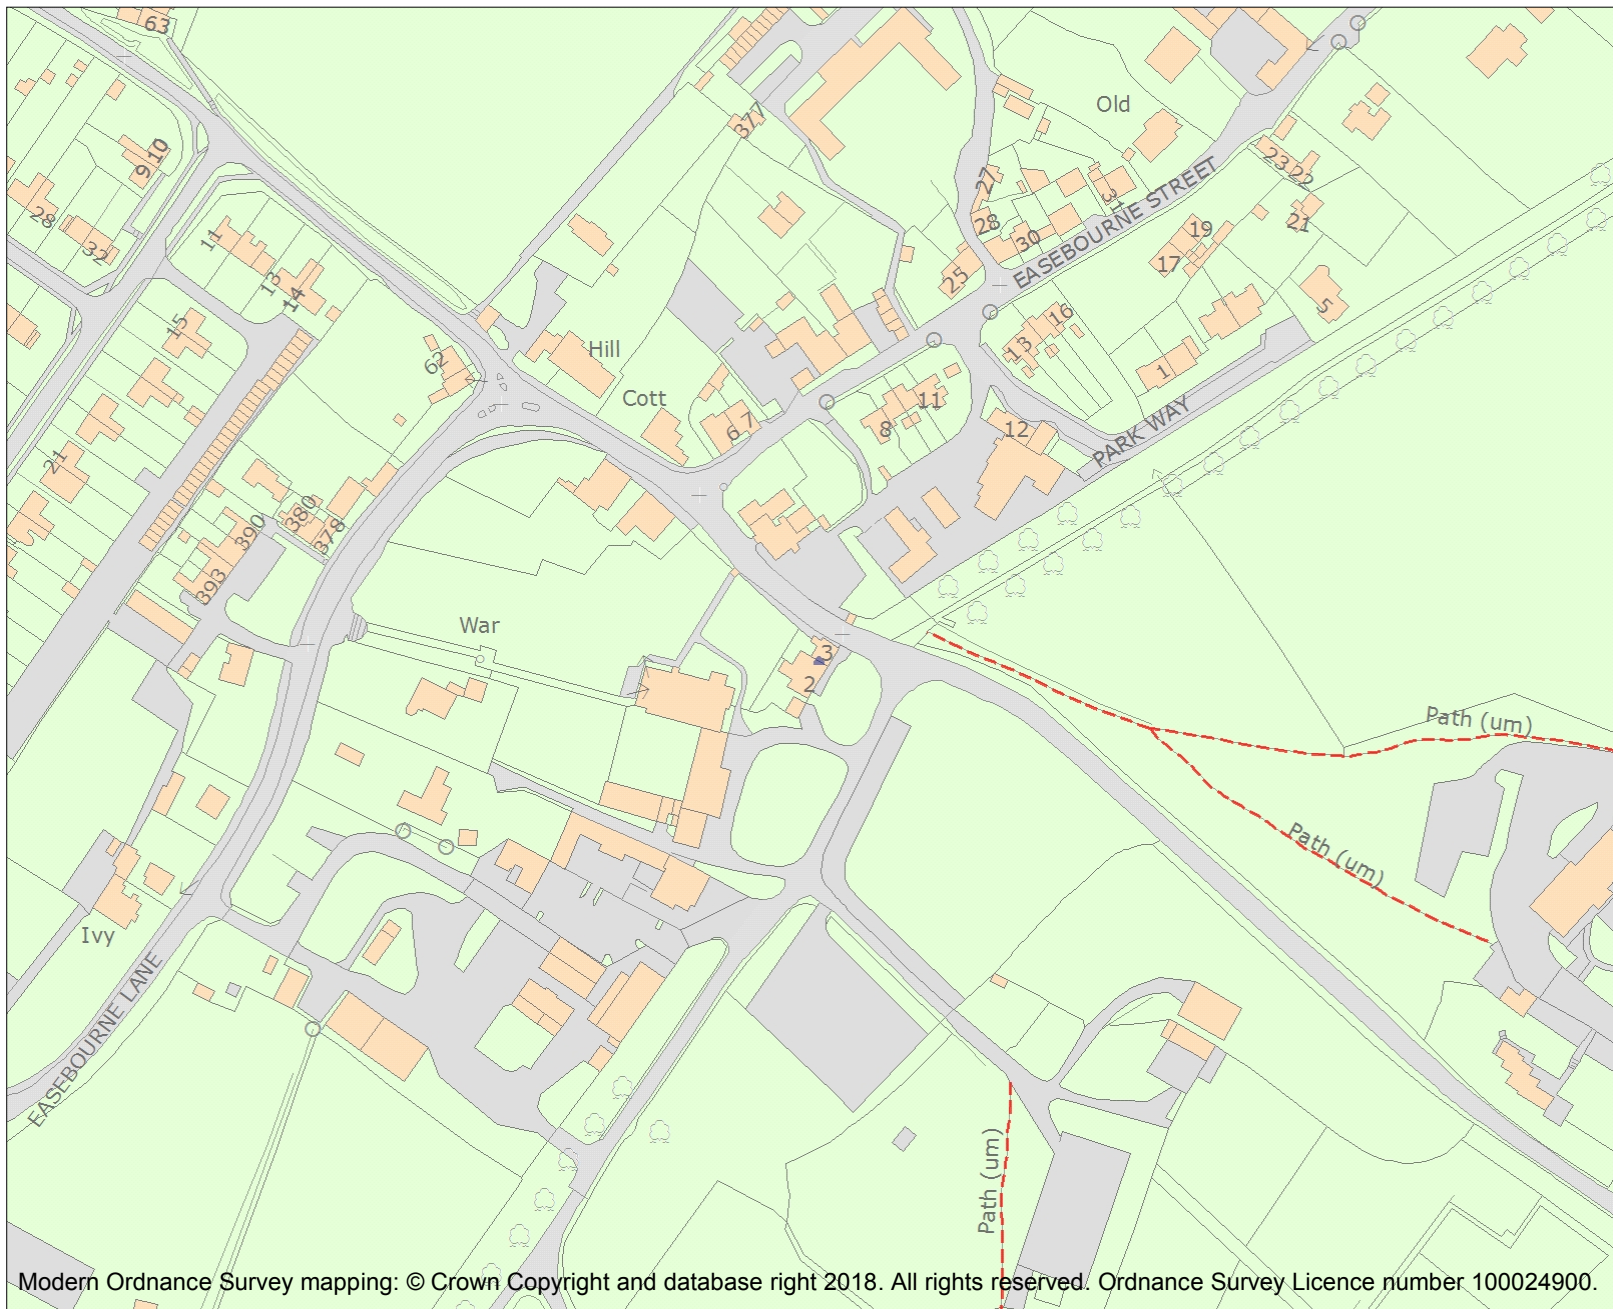 63
377
Old
9 10
28
32
11
13
14
15
21
62
Hill
Cott
6 7
27
28
30
31
25
EASEBOURNE STREET
23 22
21
19
17
16
13
5
1
PARK WAY
12
11
8
380
378
390
393
War
3
2
Path (um)
Path (um)
Ivy
EASEBOURNE LANE
Path (um)
Modern Ordnance Survey mapping: © Crown Copyright and database right 2018. All rights reserved. Ordnance Survey Licence number 100024900.